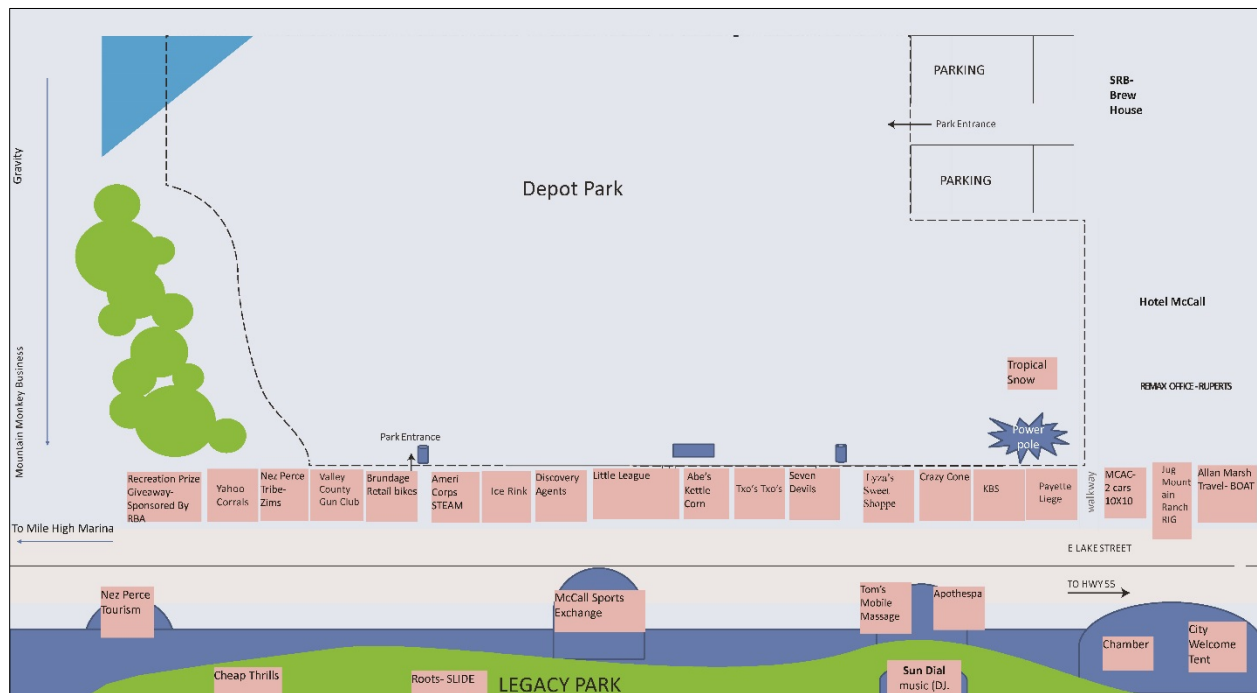 PARKING
SRB-
Brew
House
Park Entrance
Gravity
PARKING
Depot Park
Hotel McCall
Mountain Monkey Business
Tropical
Snow
REMAX OFFICE - RUPERTS
Power
pole
Park Entrance
Recreation Prize
Giveaway-
Sponsored By
RBA
Yahoo
Corrals
Nez Perce
Tribe-
Zims
Valley
County
Gun Club
Brundage
Retail bikes
Ameri
Corps
STEAM
Ice Rink
Discovery
Agents
Little League
Abe's
Kettle
Corn
Txo's Txo's
Seven
Devils
Lyza's
Sweet
Shoppe
Crazy Cone
KBS
Payette
Liege
walkway
MCAC-
2 cars
10X10
Jug
Mount
ain
Ranch
RIG
Allan Marsh
Travel- BOAT
To Mile High Marina
E LAKE STREET
TO HWY 55
Nez Perce
Tourism
McCall Sports
Exchange
Tom's
Mobile
Massage
Apothespa
Chamber
City
Welcome
Tent
Cheap Thrills
Roots- SLIDE
LEGACY PARK
Sun Dial
music (DJ.